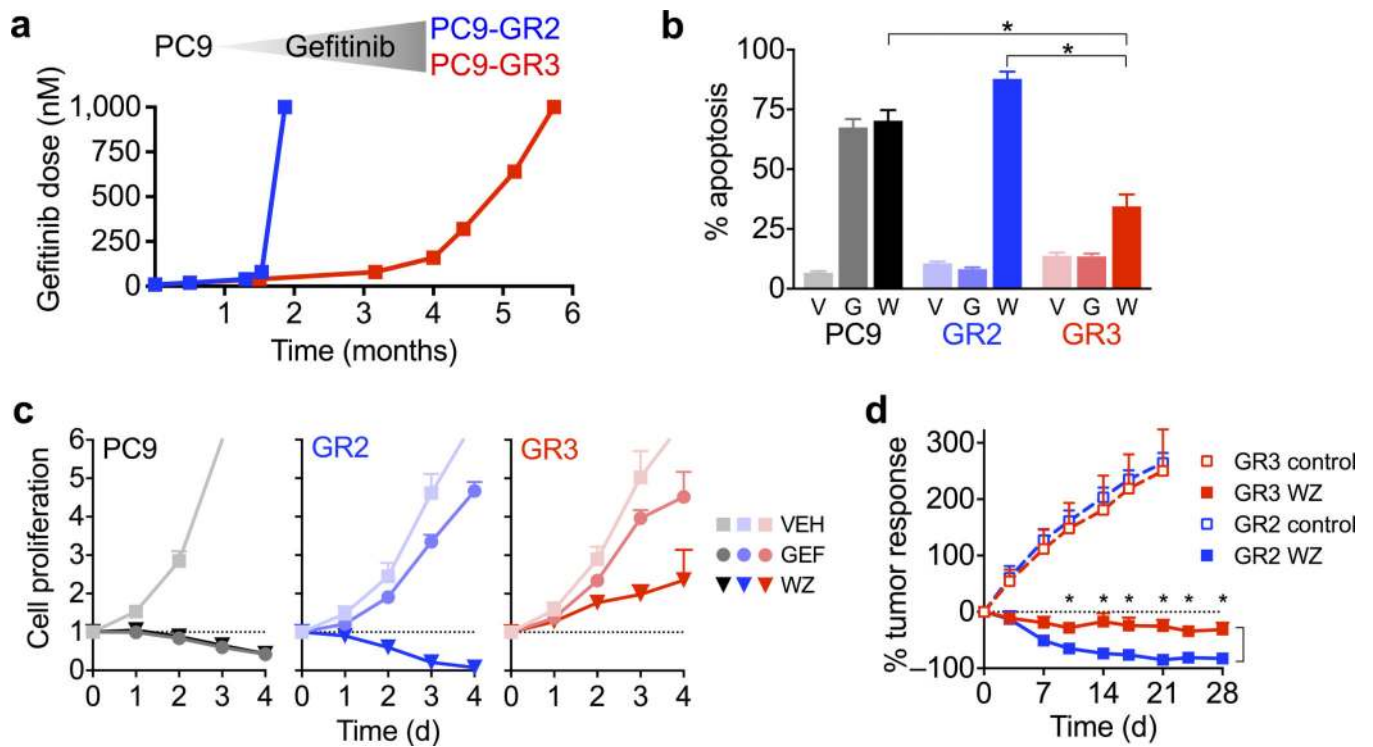 a
PC9
Gefitinib
PC9-GR2
PC9-GR3
Gefitinib dose (nM)
1,000
750
500
250
0
1 2 3 4 5 6
Time (months)
b
% apoptosis
100
75
50
25
0
*
*
V G W V G W V G W
PC9 GR2 GR3
c
Cell proliferation
6
5
4
3
2
1
0
PC9
GR2
GR3
0 1 2 3 4 0 1 2 3 4 0 1 2 3 4
Time (d)
VEH
GEF
WZ
d
% tumor response
300
200
100
0
–100
* * * * * *
0 7 14 21 28
Time (d)
GR3 control
GR3 WZ
GR2 control
GR2 WZ